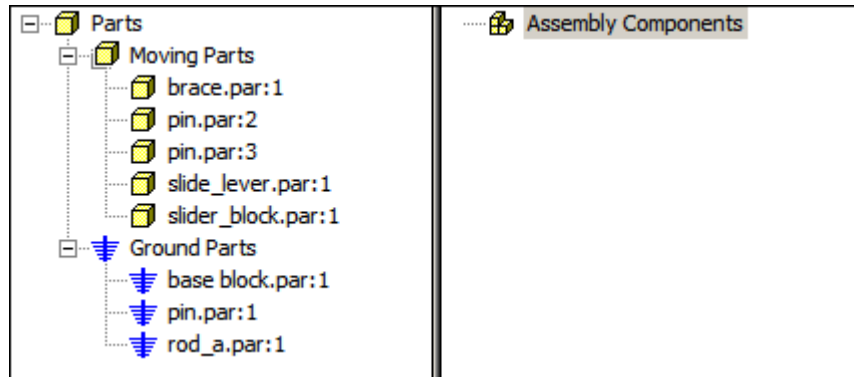 Parts
Moving Parts
brace.par:1
pin.par:2
pin.par:3
slide_lever.par:1
slider_block.par:1
Ground Parts
base block.par:1
pin.par:1
rod_a.par:1
Assembly Components